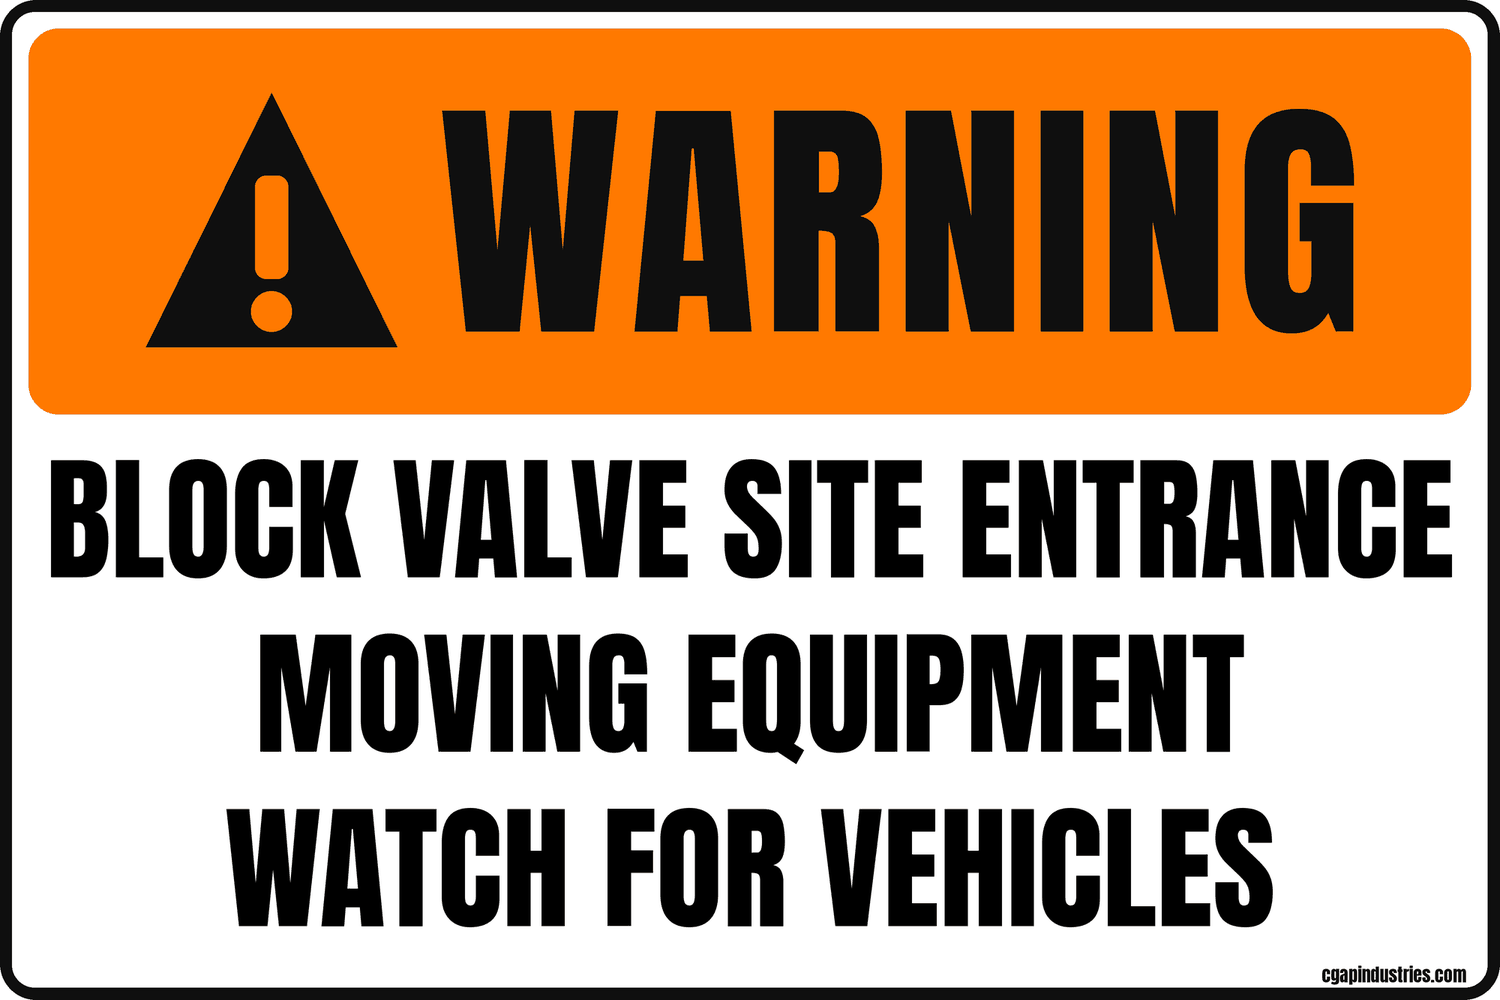 WARNING
BLOCK VALVE SITE ENTRANCE
MOVING EQUIPMENT
WATCH FOR VEHICLES
cgapindustries.com